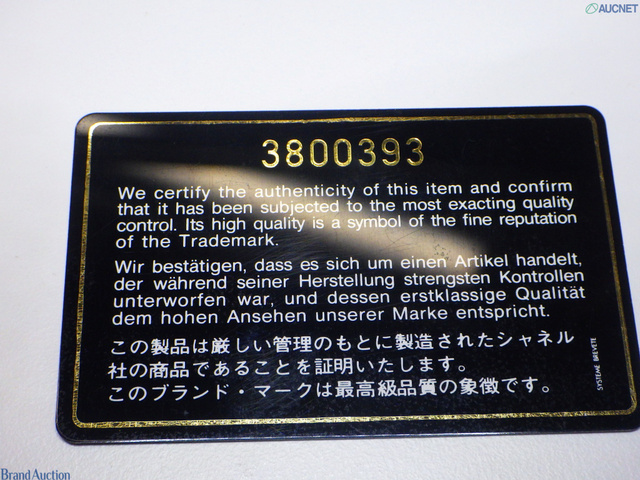 AUCNET
3800393
We certify the authenticity of this item and confirm
that it has been subjected to the most exacting quality
control. Its high quality is a symbol of the fine reputation
of the Trademark.
Wir bestätigen, dass es sich um einen Artikel handelt,
der während seiner Herstellung strengsten Kontrollen
unterworfen war, und dessen erstklassige Qualität
dem hohen Ansehen unserer Marke entspricht.
この製品は厳しい管理のもとに製造されたシャネル
社の商品であることを証明いたします。
このブランド・マークは最高級品質の象徴です。
SYSTEME BREVETE
Brand Auction